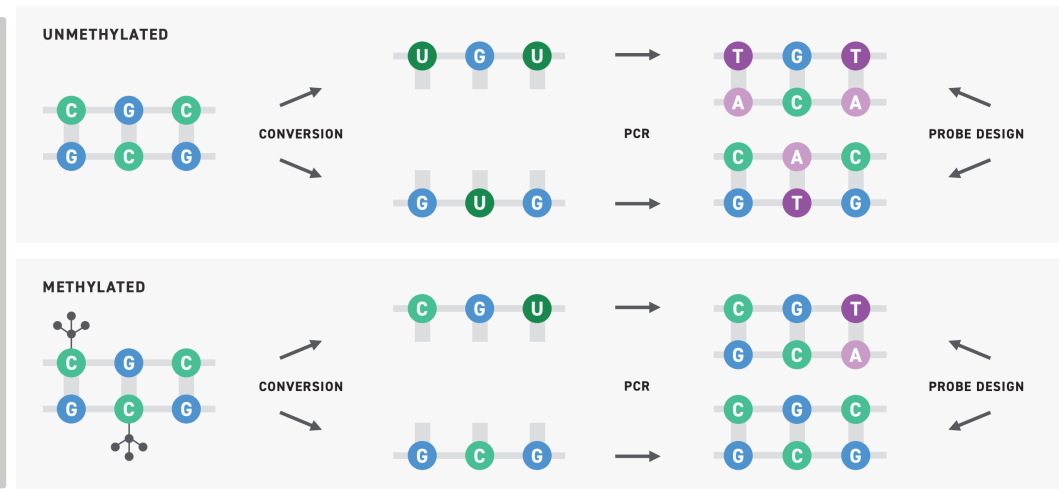 UNMETHYLATED
U G U
T G T
C G C
A C A
CONVERSION
PCR
PROBE DESIGN
G C G
C A C
G U G
G T G
METHYLATED
C G U
C G T
C G C
G C A
CONVERSION
PCR
PROBE DESIGN
G C G
C G C
G C G
G C G